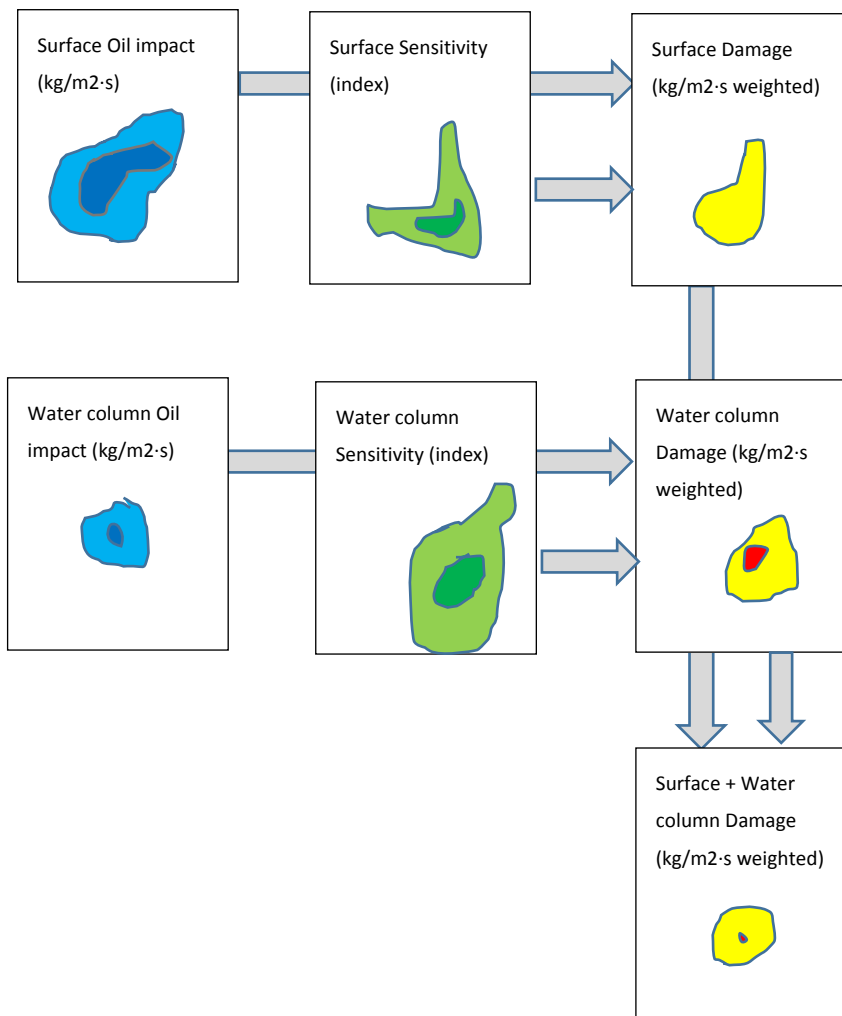 Surface Oil impact
(kg/m2·s)
Surface Sensitivity
(index)
Surface Damage
(kg/m2·s weighted)
Water column Oil
impact (kg/m2·s)
Water column
Sensitivity (index)
Water column
Damage (kg/m2·s
weighted)
Surface + Water
column Damage
(kg/m2·s weighted)